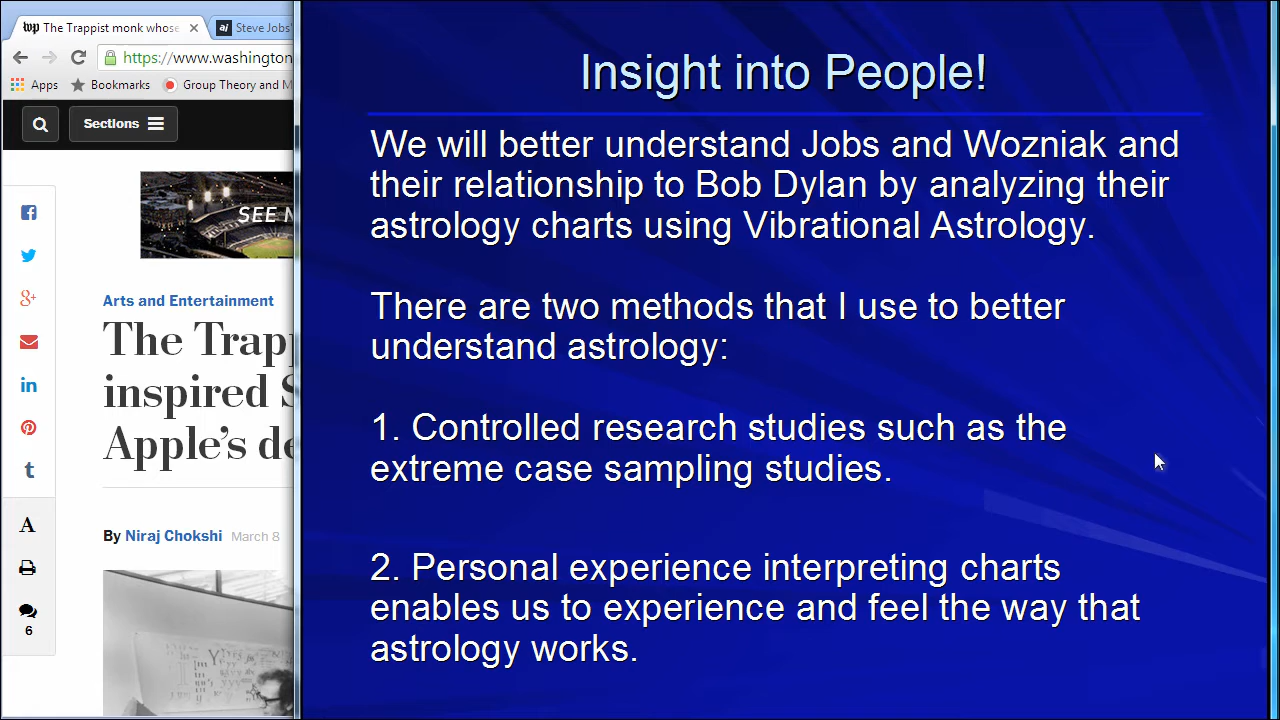 The Trappist monk whose
Steve Jobs'
https://www.washington
Apps
Bookmarks
Group Theory and M
Sections
SEE N
Arts and Entertainment
The Trapp
inspired S
Apple's de
By Niraj Chokshi March 8
A
6
Insight into People!
We will better understand Jobs and Wozniak and
their relationship to Bob Dylan by analyzing their
astrology charts using Vibrational Astrology.
There are two methods that I use to better
understand astrology:
1. Controlled research studies such as the
extreme case sampling studies.
2. Personal experience interpreting charts
enables us to experience and feel the way that
astrology works.